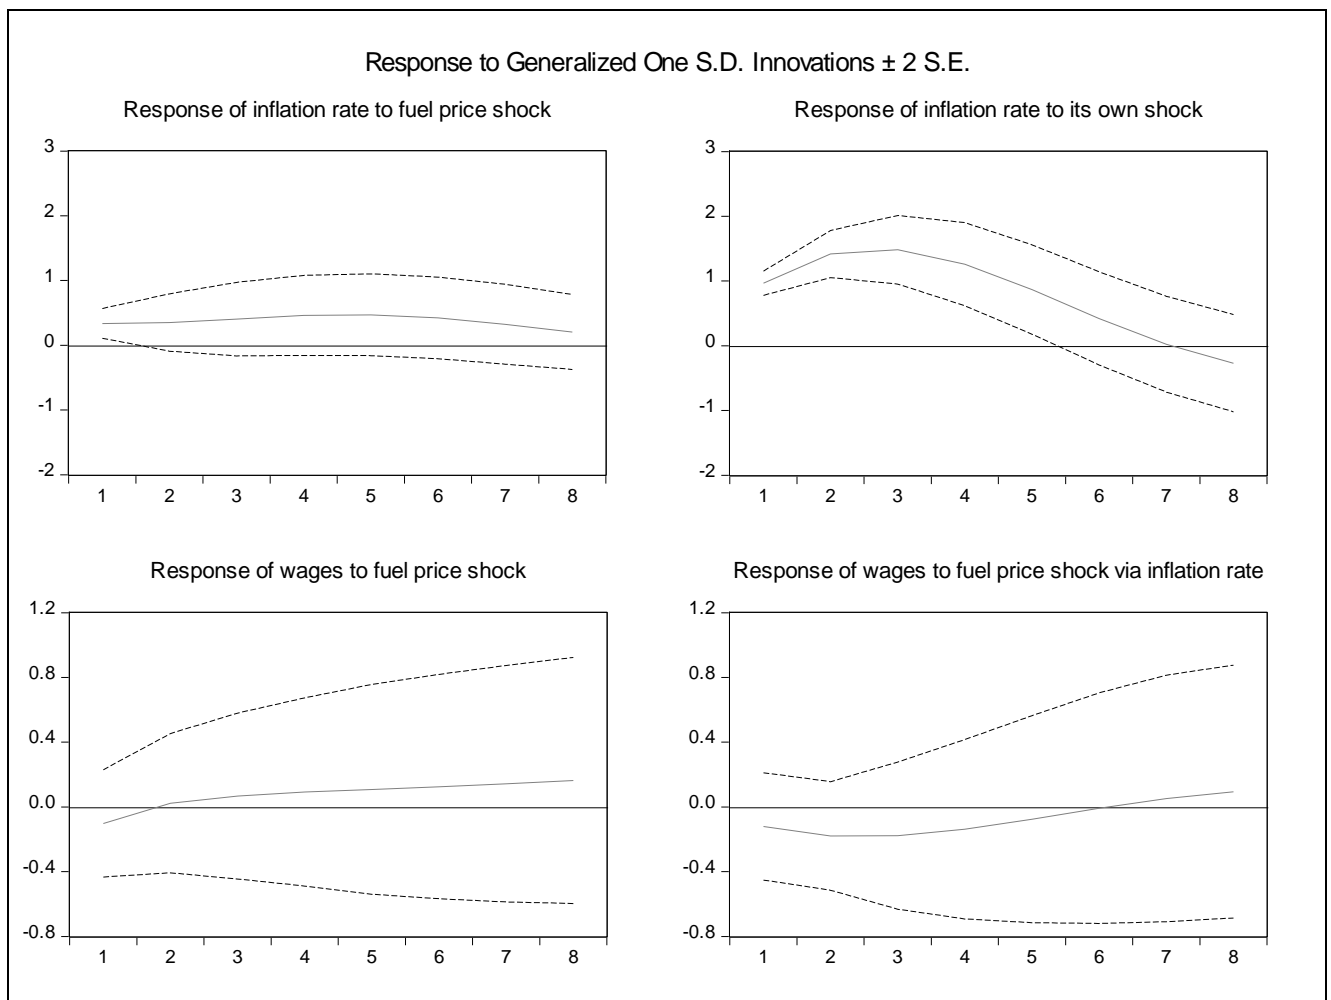 Response to Generalized One S.D. Innovations ± 2 S.E.
Response of inflation rate to fuel price shock
3
2
1
0
-1
-2
1 2 3 4 5 6 7 8
Response of inflation rate to its own shock
3
2
1
0
-1
-2
1 2 3 4 5 6 7 8
Response of wages to fuel price shock
1.2
0.8
0.4
0.0
-0.4
-0.8
1 2 3 4 5 6 7 8
Response of wages to fuel price shock via inflation rate
1.2
0.8
0.4
0.0
-0.4
-0.8
1 2 3 4 5 6 7 8